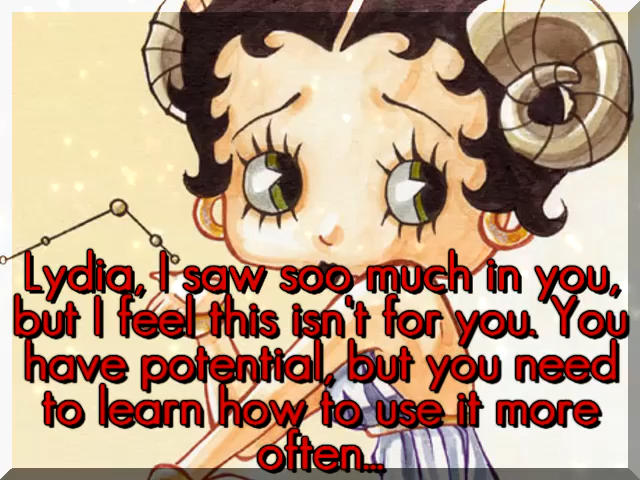 Lydia, I saw soo much in you,
but I feel this isn't for you. You
have potential, but you need
to learn how to use it more
often...